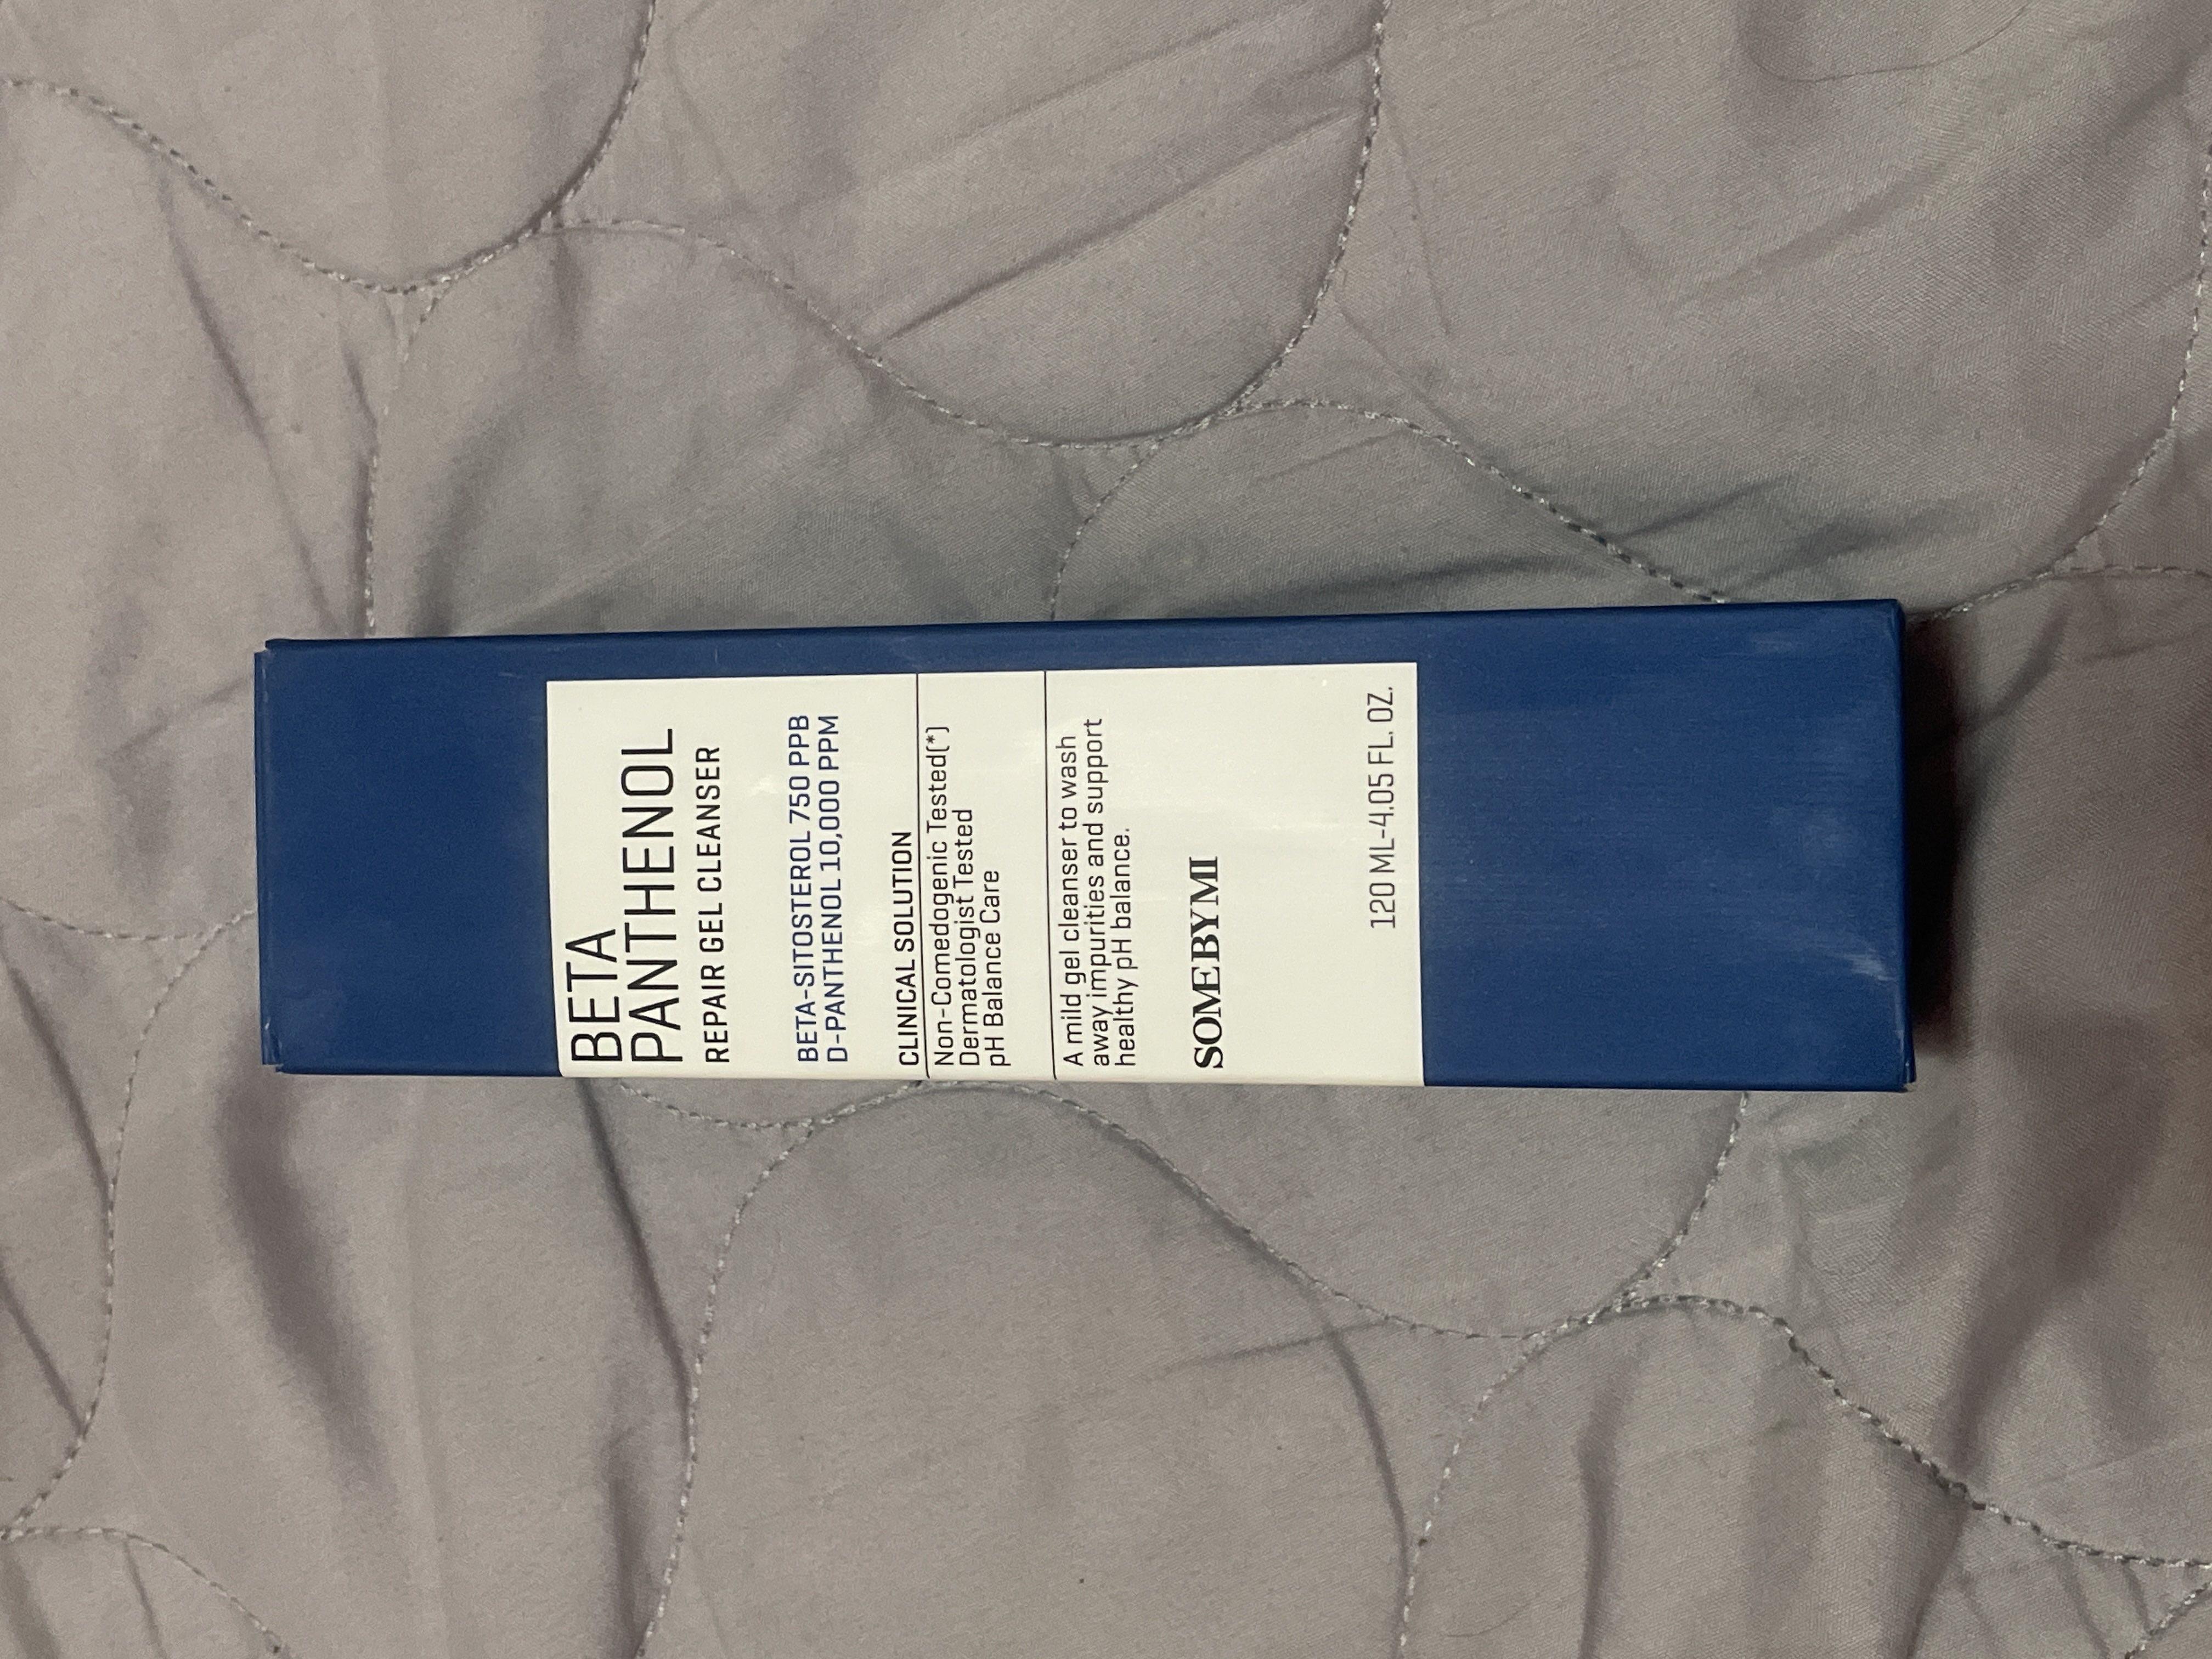 BETA
PANTHENOL
REPAIR GEL CLEANSER
BETA-SITOSTEROL 750 PPB
D-PANTHENOL 10,000 PPM
CLINICAL SOLUTION
Non-Comedogenic Tested(*)
Dermatologist Tested
pH Balance Care
A mild gel cleanser to wash
away impurities and support
healthy pH balance.
SOMEBYMI
120 ML-4.05 FL. OZ.